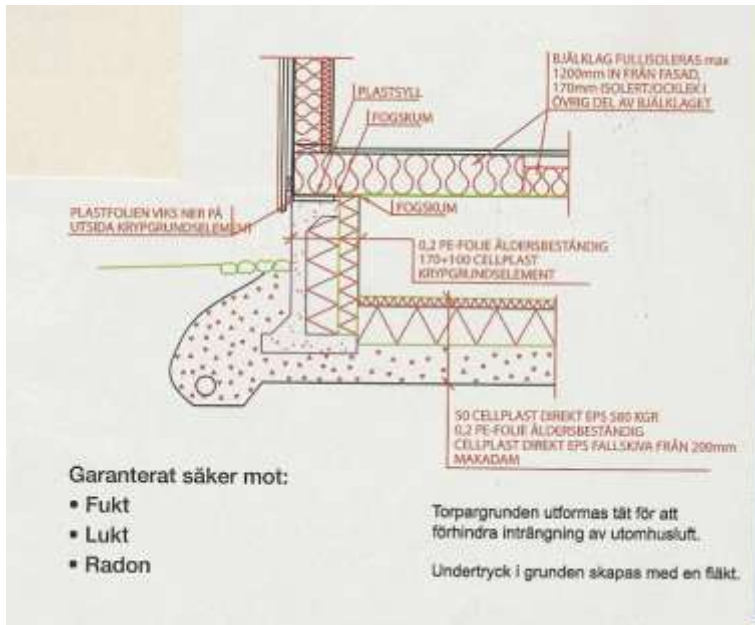 BJÄLKLAG FULLISOLERAS max
1200mm IN FRÅN FASAD,
170mm ISOLERT/OCKLEK I
ÖVRIG DEL AV BJÄLKLAGET
PLASTSYLL
FOGSKUM
PLASTFOLIEN VIKS NER PÅ
UTSIDA KRYPGRUNDSELEMENT
FOGSKUM
0,2 PE-FOLIE ÅLDERSBESTÄNDIG
170+100 CELLPLAST
KRYPGRUNDSELEMENT
50 CELLPLAST DIREKT EPS S80 KGR
0,2 PE-FOLIE ÅLDERSBESTÄNDIG
CELLPLAST DIREKT EPS FALLSKIVA FRÅN 200mm
MAKADAM
Garanterat säker mot:
• Fukt
• Lukt
• Radon
Torpargrunden utformas tät för att
förhindra inträngning av utomhusluft.
Undertryck i grunden skapas med en fläkt.